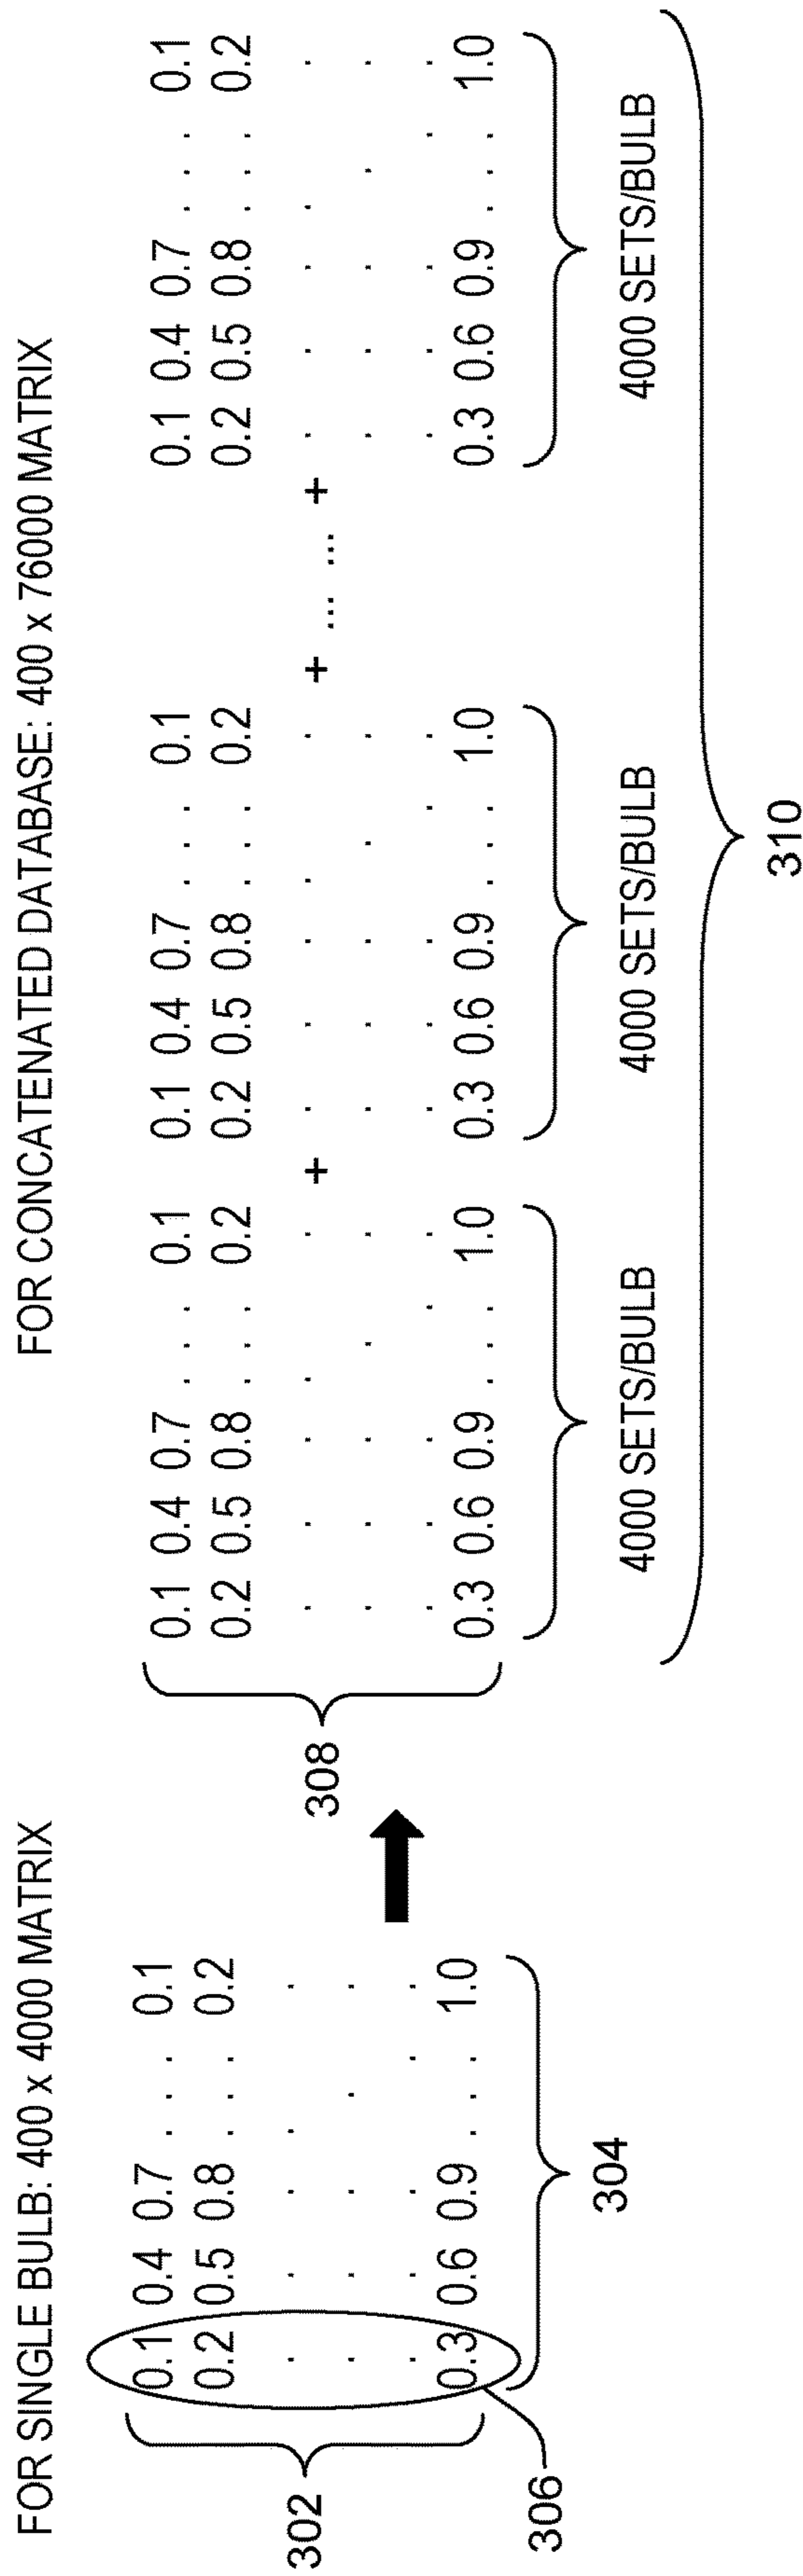 FOR SINGLE BULB: 400 x 4000 MATRIX
0.1 0.4 0.7 . . . 0.1
0.2 0.5 0.8 . . . 0.2
. . . . .
. . . . .
. . . . .
0.3 0.6 0.9 . . . 1.0
302
306
304
FOR CONCATENATED DATABASE: 400 x 76000 MATRIX
308
0.1 0.4 0.7 . . . 0.1 0.1 0.4 0.7 . . . 0.1 0.1 0.4 0.7 . . . 0.1
0.2 0.5 0.8 . . . 0.2 0.2 0.5 0.8 . . . 0.2 0.2 0.5 0.8 . . . 0.2
. . . . . + . . . . . + ... ... + . . . . .
. . . . . . . . . . . . . . .
. . . . . . . . . . . . . . .
0.3 0.6 0.9 . . . 1.0 0.3 0.6 0.9 . . . 1.0 0.3 0.6 0.9 . . . 1.0
4000 SETS/BULB 4000 SETS/BULB 4000 SETS/BULB
310